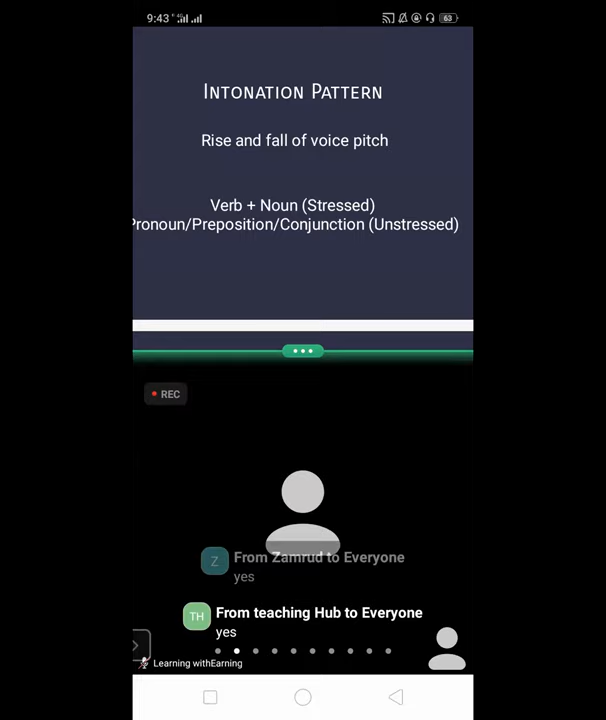 9:43
63
INTONATION PATTERN
Rise and fall of voice pitch
Verb + Noun (Stressed)
Pronoun/Preposition/Conjunction (Unstressed)
REC
Z
From Zamrud to Everyone
yes
TH
From teaching Hub to Everyone
yes
Learning withEarning